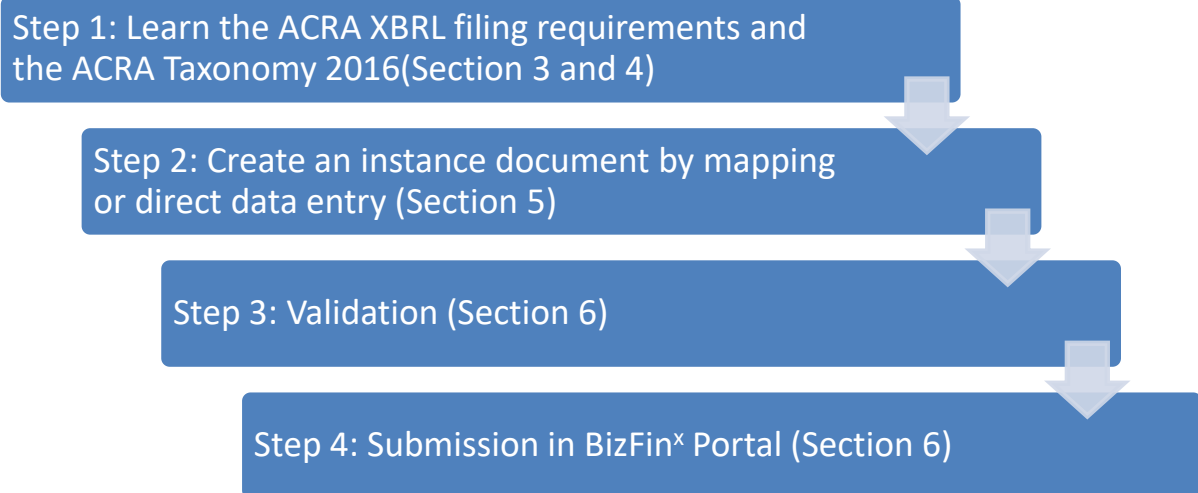 Step 1: Learn the ACRA XBRL filing requirements and
the ACRA Taxonomy 2016(Section 3 and 4)
Step 2: Create an instance document by mapping
or direct data entry (Section 5)
Step 3: Validation (Section 6)
Step 4: Submission in BizFinˣ Portal (Section 6)